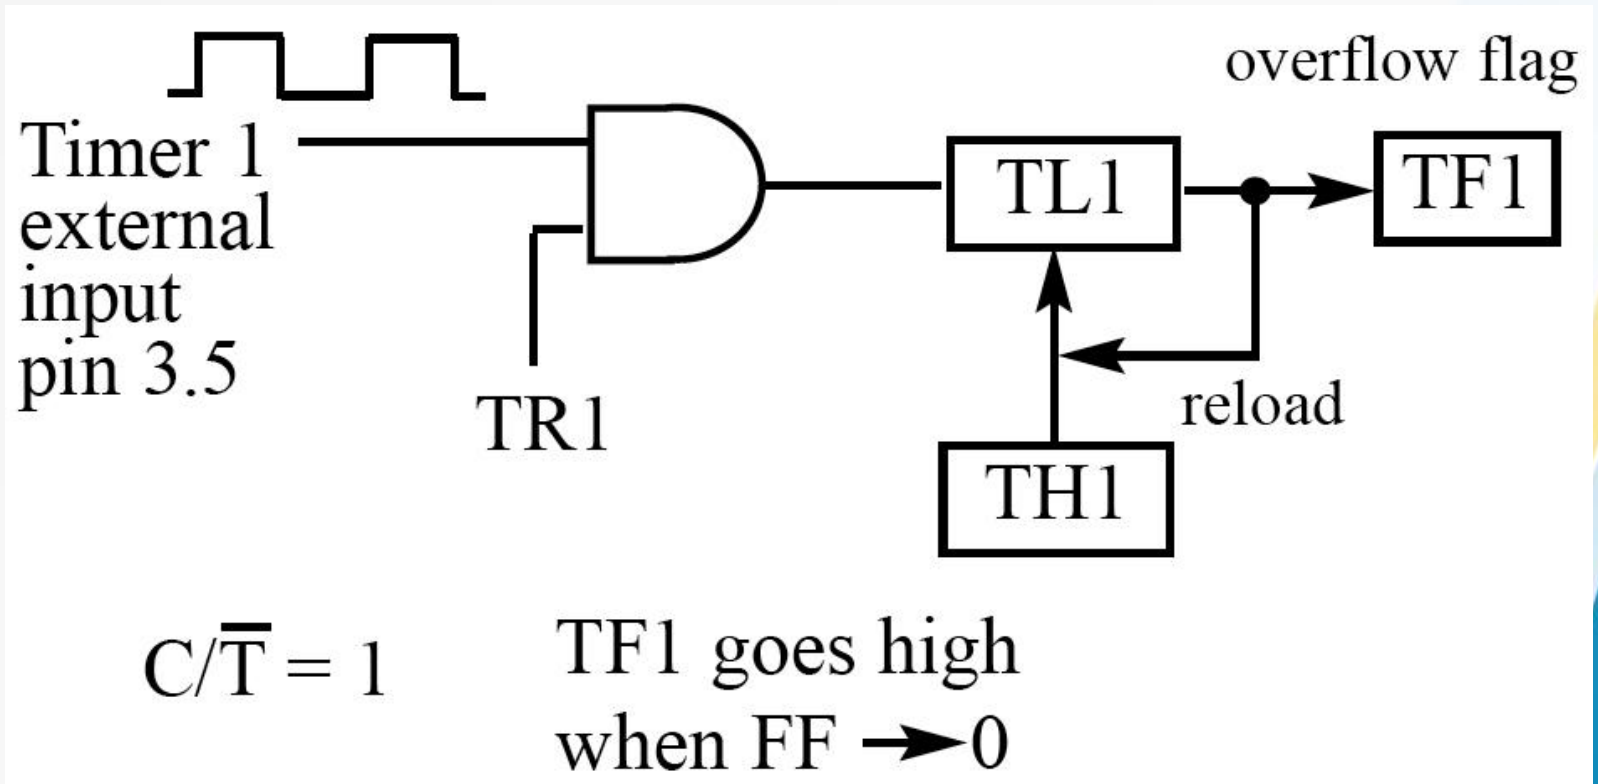 overflow flag
Timer 1
external
input
pin 3.5
TL1
TF1
TR1
reload
TH1
C/T̅ = 1
TF1 goes high
when FF → 0